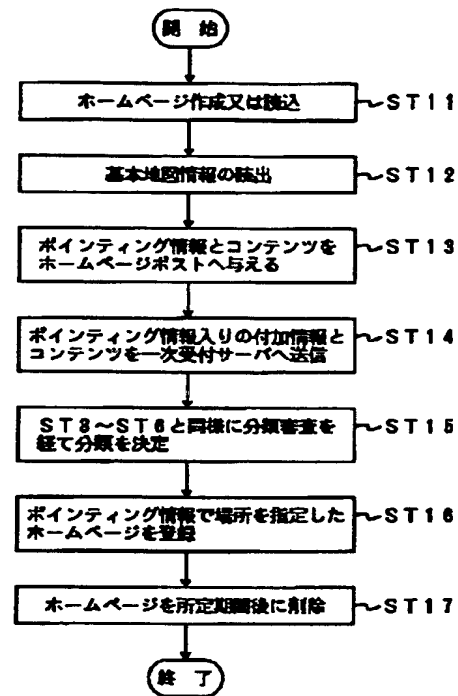 開 始
ホームページ作成又は読込
ST11
基本地図情報の読出
ST12
ポインティング情報とコンテンツを
ホームページポストへ与える
ST13
ポインティング情報入りの付加情報と
コンテンツを一次受付サーバへ送信
ST14
ST3～ST6と同様に分類審査を
経て分類を決定
ST15
ポインティング情報で場所を指定した
ホームページを登録
ST16
ホームページを所定期間後に削除
ST17
終 了